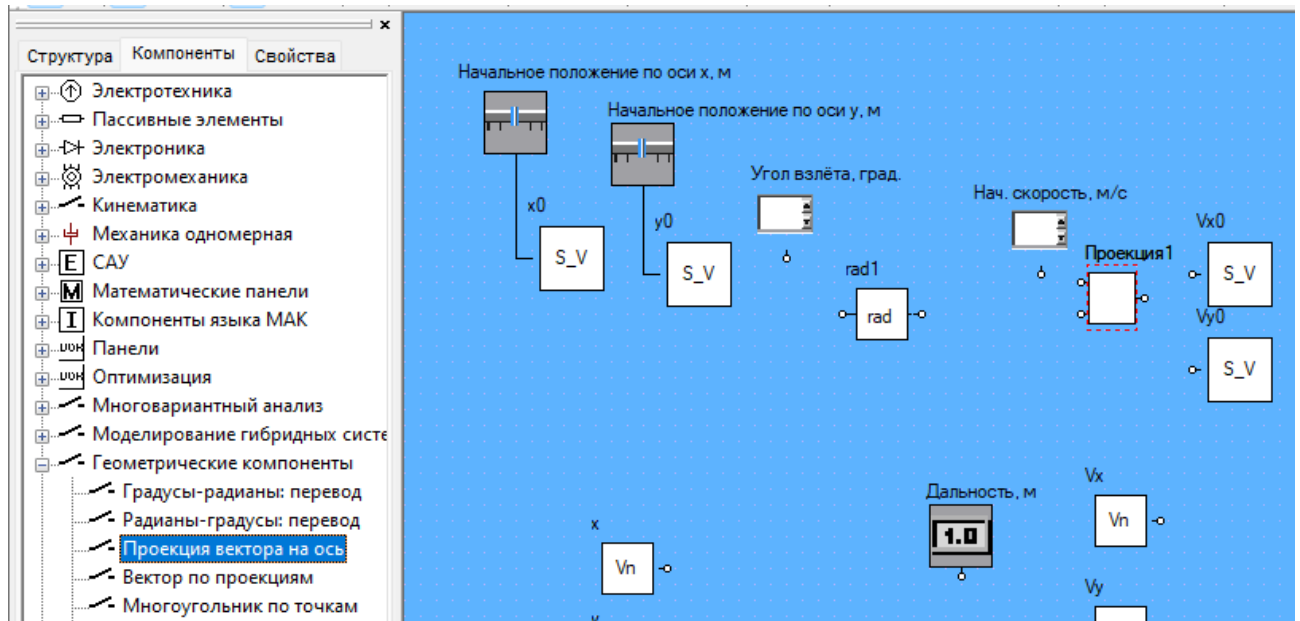 Структура Компоненты Свойства
Электротехника
Пассивные элементы
Электроника
Электромеханика
Кинематика
Механика одномерная
E САУ
M Математические панели
I Компоненты языка МАК
Панели
Оптимизация
Многовариантный анализ
Моделирование гибридных систе
Геометрические компоненты
Градусы-радианы: перевод
Радианы-градусы: перевод
Проекция вектора на ось
Вектор по проекциям
Многоугольник по точкам
Начальное положение по оси x, м
Начальное положение по оси y, м
Угол взлёта, град.
Нач. скорость, м/с
x0
S_V
y0
S_V
rad1
rad
Проекция1
Vx0
S_V
Vy0
S_V
x
Vn
Дальность, м
1.0
Vx
Vn
Vy